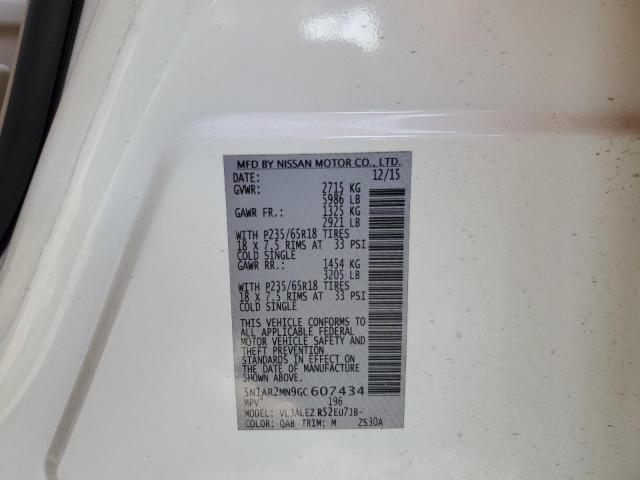 MFD BY NISSAN MOTOR CO., LTD.
DATE: 12/15
GVWR: 2715 KG
5986 LB
GAWR FR.: 1325 KG
2921 LB
WITH P235/65R18 TIRES
18 X 7.5 RIMS AT 33 PSI
COLD SINGLE
GAWR RR.: 1454 KG
3205 LB
WITH P235/65R18 TIRES
18 X 7.5 RIMS AT 33 PSI
COLD SINGLE
THIS VEHICLE CONFORMS TO
ALL APPLICABLE FEDERAL
MOTOR VEHICLE SAFETY AND
THEFT PREVENTION
STANDARDS IN EFFECT ON
THE DATE OF MANUFACTURE
SHOWN ABOVE.
5N1AR2MN9GC607434
MPV 196
MODEL: R52EU7JB-
COLOR: QAB TRIM: M ZS30A